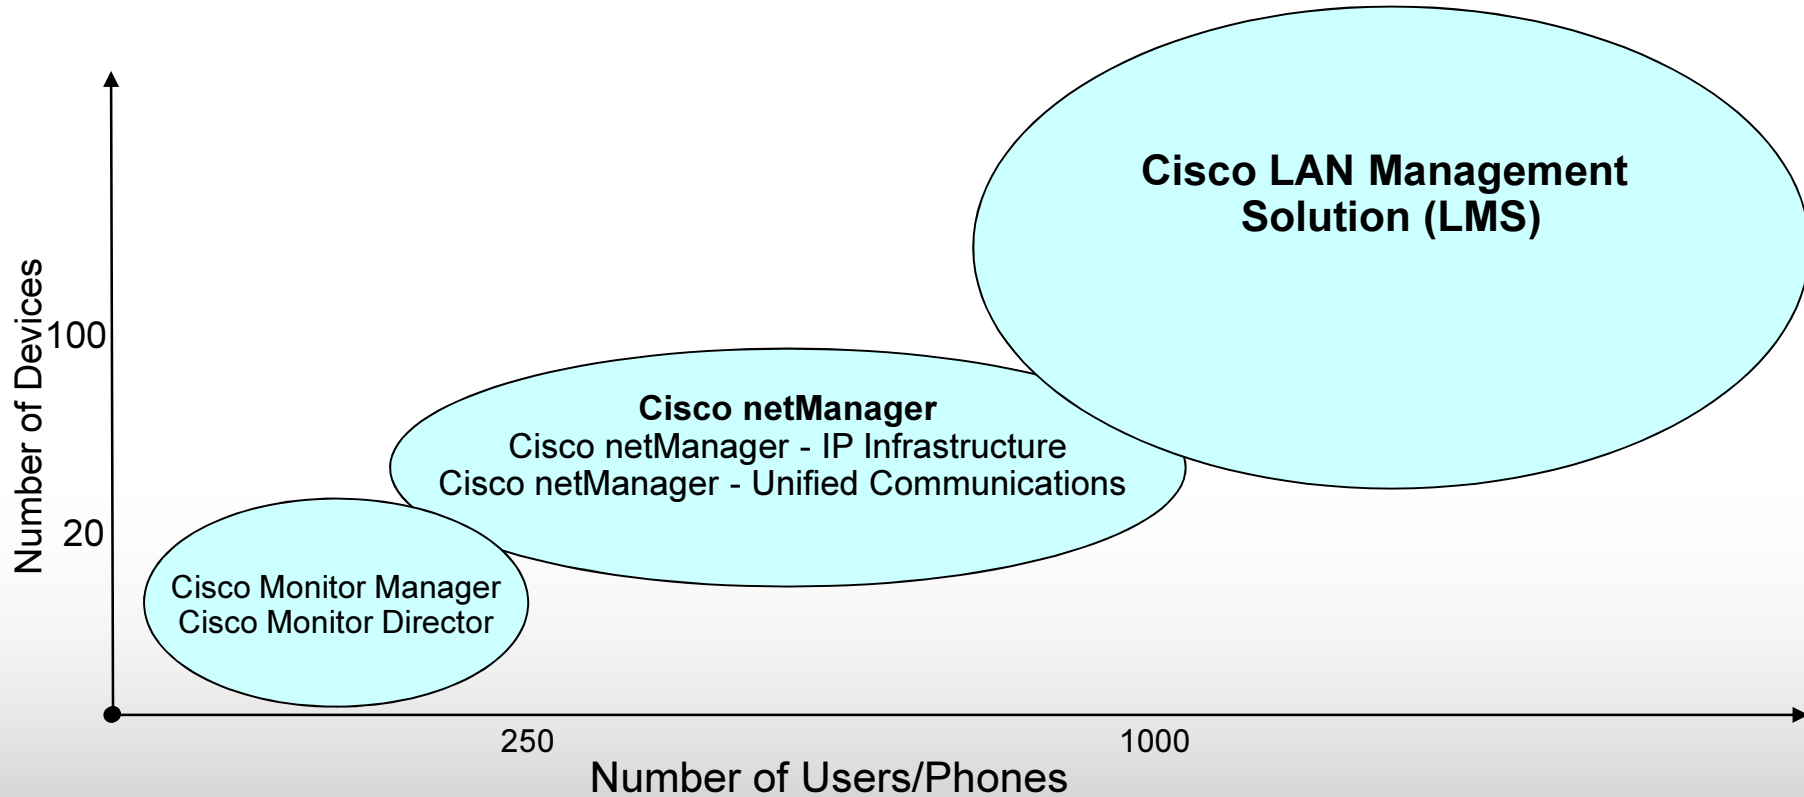 Cisco LAN Management
Solution (LMS)
Number of Devices
100
Cisco netManager
Cisco netManager - IP Infrastructure
Cisco netManager - Unified Communications
20
Cisco Monitor Manager
Cisco Monitor Director
250
1000
Number of Users/Phones